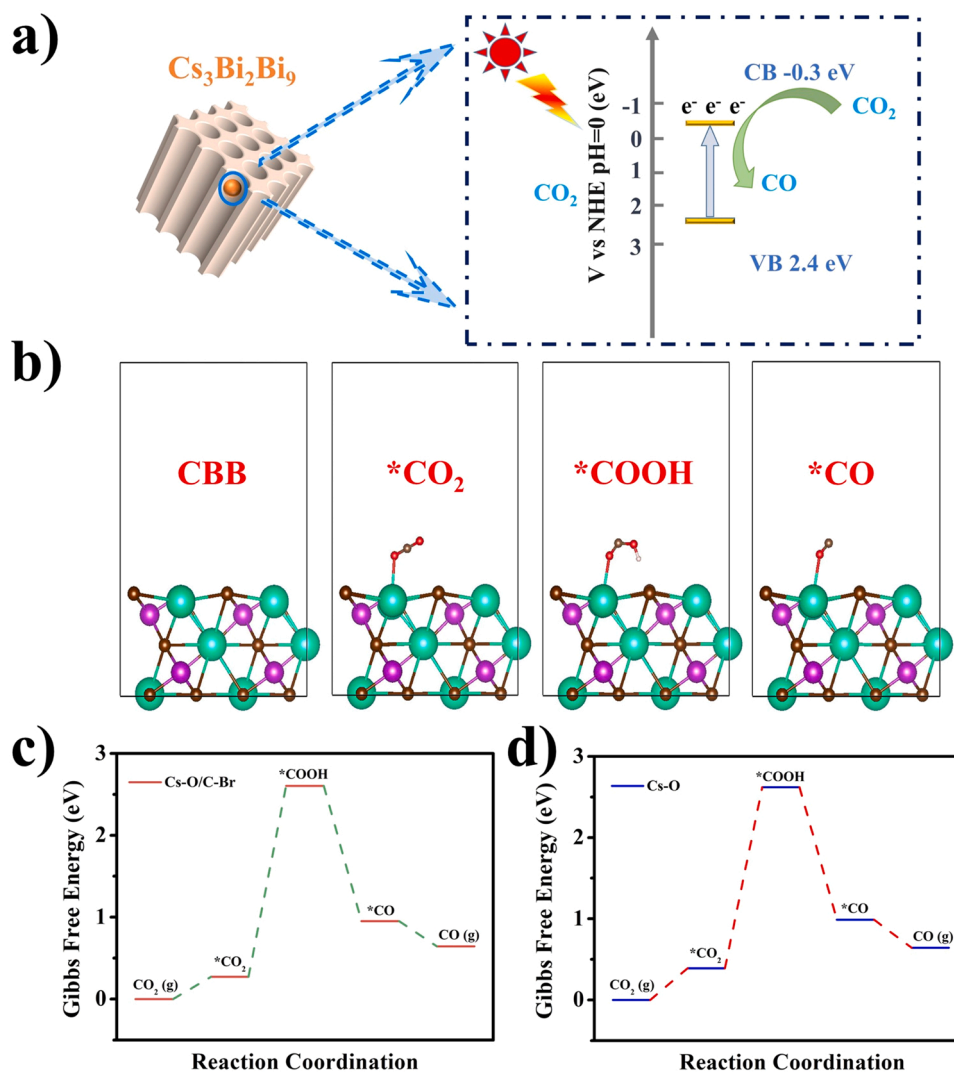 a)
Cs₃Bi₂Bi₉
CO₂
V vs NHE pH=0 (eV)
-1
0
1
2
3
CB -0.3 eV
e⁻ e⁻ e⁻
CO₂
CO
VB 2.4 eV
b)
CBB
*CO₂
*COOH
*CO
c)
Gibbs Free Energy (eV)
3
2
1
0
Cs-O/C-Br
CO₂ (g)
*CO₂
*COOH
*CO
CO (g)
Reaction Coordination
d)
Gibbs Free Energy (eV)
3
2
1
0
Cs-O
CO₂ (g)
*CO₂
*COOH
*CO
CO (g)
Reaction Coordination